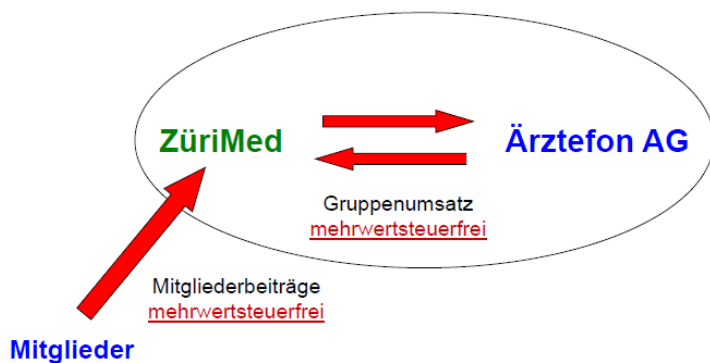 ZüriMed
Ärztefon AG
Gruppenumsatz
mehrwertsteuerfrei
Mitgliederbeiträge
mehrwertsteuerfrei
Mitglieder